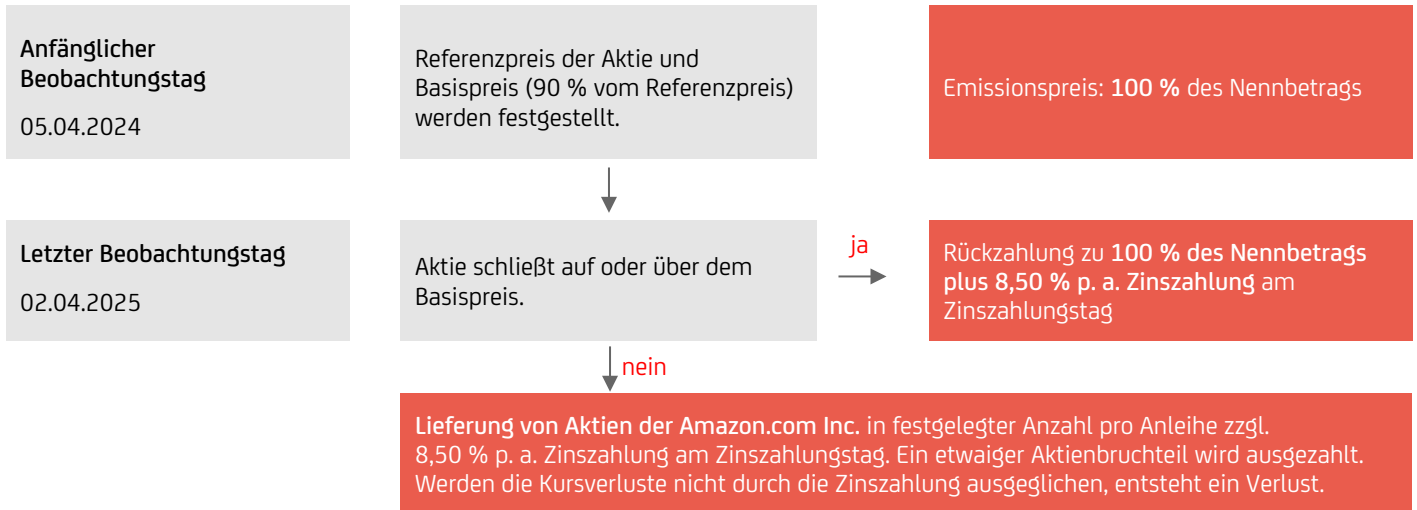 Anfänglicher
Beobachtungstag
05.04.2024
Referenzpreis der Aktie und
Basispreis (90 % vom Referenzpreis)
werden festgestellt.
Emissionspreis: 100 % des Nennbetrags
Letzter Beobachtungstag
02.04.2025
Aktie schließt auf oder über dem
Basispreis.
ja
Rückzahlung zu 100 % des Nennbetrags
plus 8,50 % p. a. Zinszahlung am
Zinszahlungstag
nein
Lieferung von Aktien der Amazon.com Inc. in festgelegter Anzahl pro Anleihe zzgl.
8,50 % p. a. Zinszahlung am Zinszahlungstag. Ein etwaiger Aktienbruchteil wird ausgezahlt.
Werden die Kursverluste nicht durch die Zinszahlung ausgeglichen, entsteht ein Verlust.